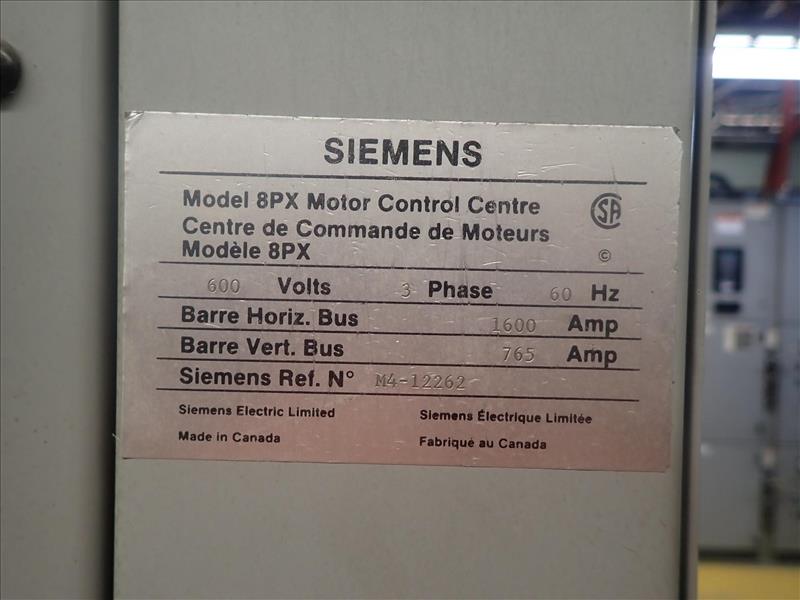 SIEMENS
Model 8PX Motor Control Centre
Centre de Commande de Moteurs
Modèle 8PX
SA
©
600 Volts 3 Phase 60 Hz
Barre Horiz. Bus 1600 Amp
Barre Vert. Bus 765 Amp
Siemens Ref. N° M4-12262
Siemens Electric Limited Siemens Électrique Limitée
Made in Canada Fabriqué au Canada